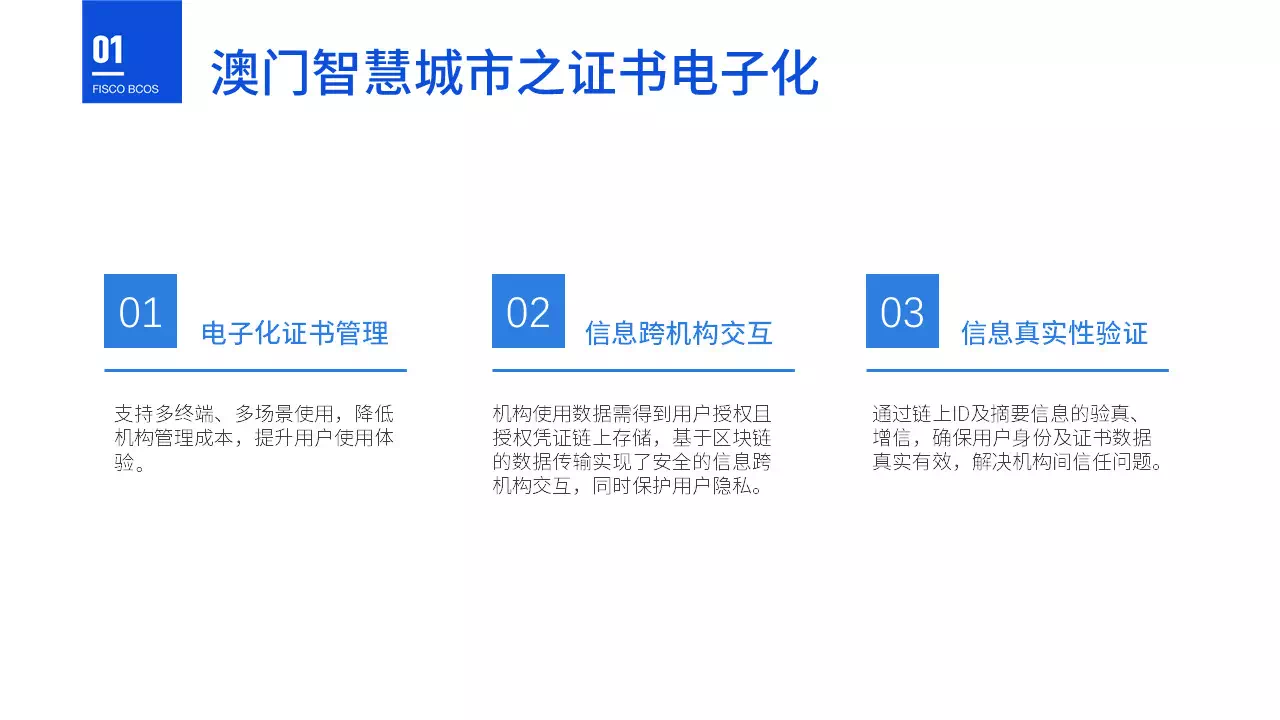 01
FISCO BCOS
澳门智慧城市之证书电子化
01
电子化证书管理
支持多终端、多场景使用，降低
机构管理成本，提升用户使用体
验。
02
信息跨机构交互
机构使用数据需得到用户授权且
授权凭证链上存储，基于区块链
的数据传输实现了安全的信息跨
机构交互，同时保护用户隐私。
03
信息真实性验证
通过链上ID及摘要信息的验真、
增信，确保用户身份及证书数据
真实有效，解决机构间信任问题。